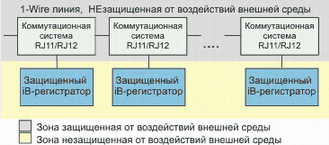 1-Wire линия, НЕзащищенная от воздействий внешней среды
Коммутационная система RJ11/RJ12
Коммутационная система RJ11/RJ12
....
Коммутационная система RJ11/RJ12
Защищенный iB-регистратор
Защищенный iB-регистратор
Защищенный iB-регистратор
Зона защищенная от воздействий внешней среды
Зона незащищенная от воздействий внешней среды